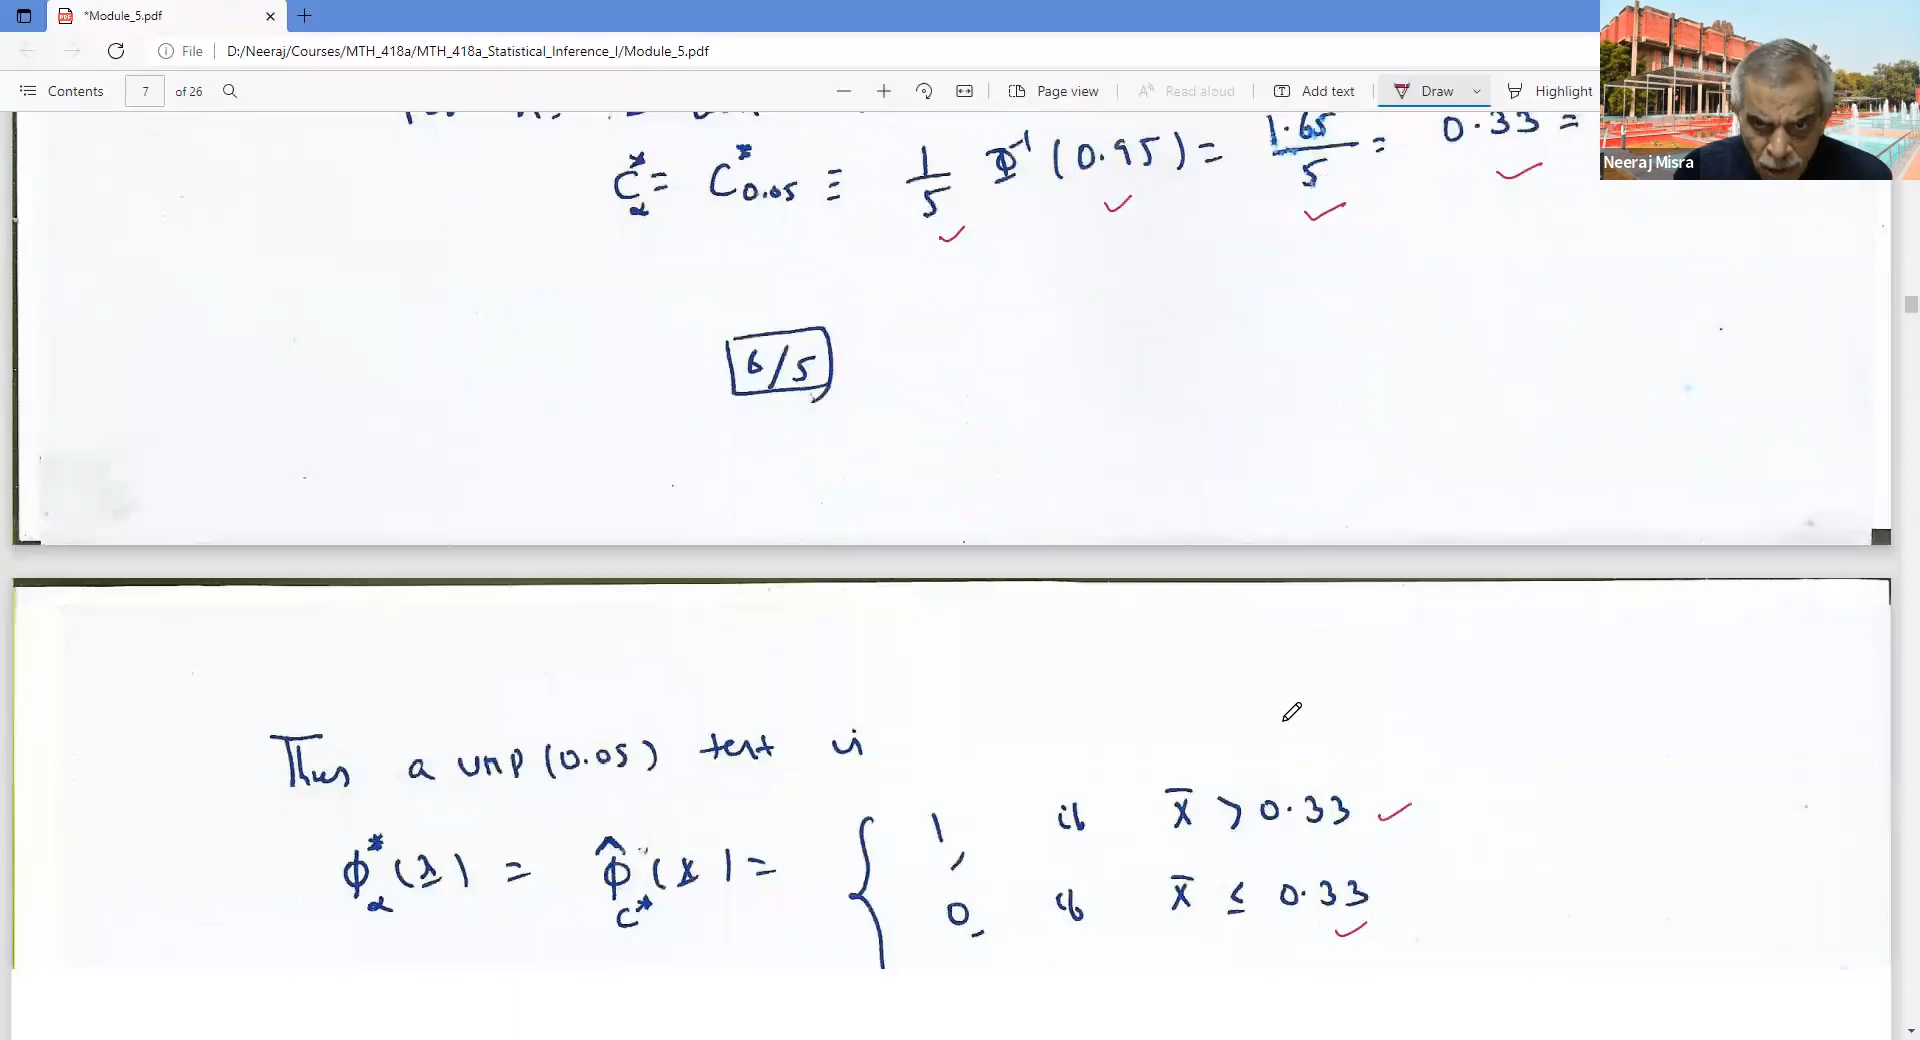 *Module_5.pdf
File D:/Neeraj/Courses/MTH_418a/MTH_418a_Statistical_Inference_I/Module_5.pdf
Contents 7 of 26 Page view Read aloud Add text Draw Highlight
Neeraj Misra
C*α = C*0.05 ≡ 1/5 Φ⁻¹(0.95) = 1.65/5 = 0.33 =
6/5
Thus a UMP(0.05) test is
φ*α(x) = φ̂C*(x) = { 1, if x̄ > 0.33
0, if x̄ ≤ 0.33